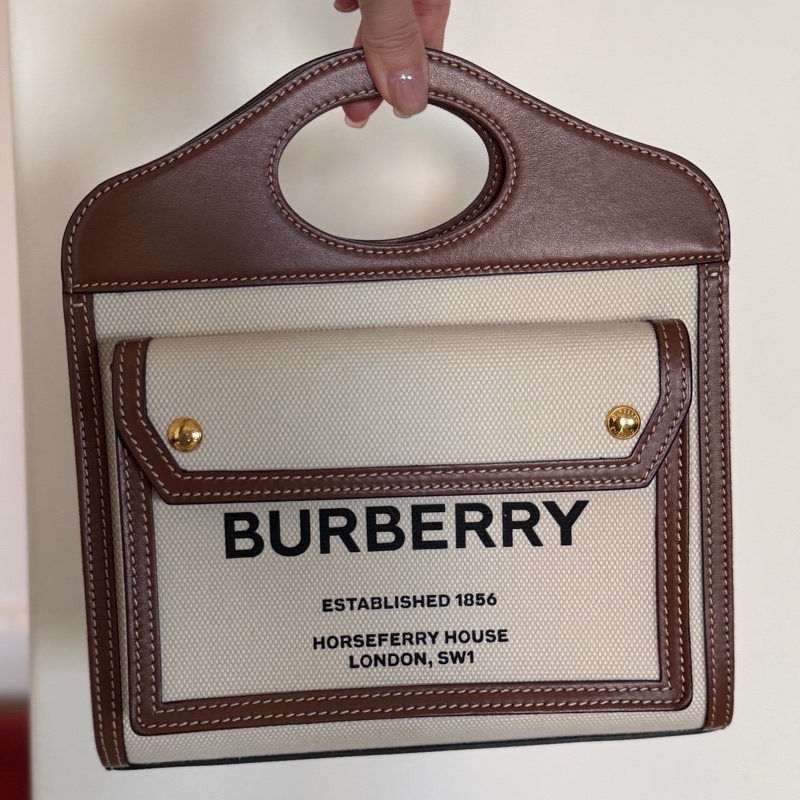 BURBERRY
ESTABLISHED 1856
HORSEFERRY HOUSE
LONDON, SW1